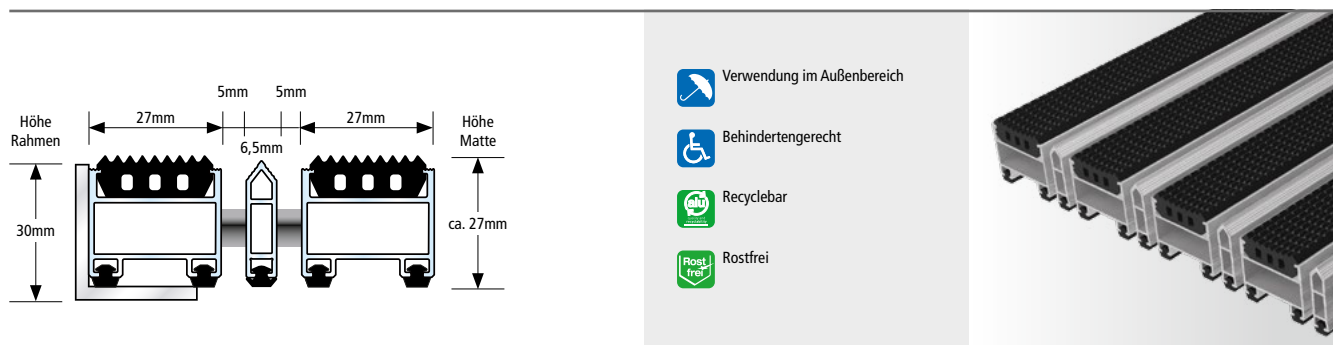 5mm
5mm
Höhe
Rahmen
27mm
27mm
Höhe
Matte
6,5mm
30mm
ca. 27mm
Verwendung im Außenbereich
Behindertengerecht
alu
Recyclebar
Rost
frei
Rostfrei